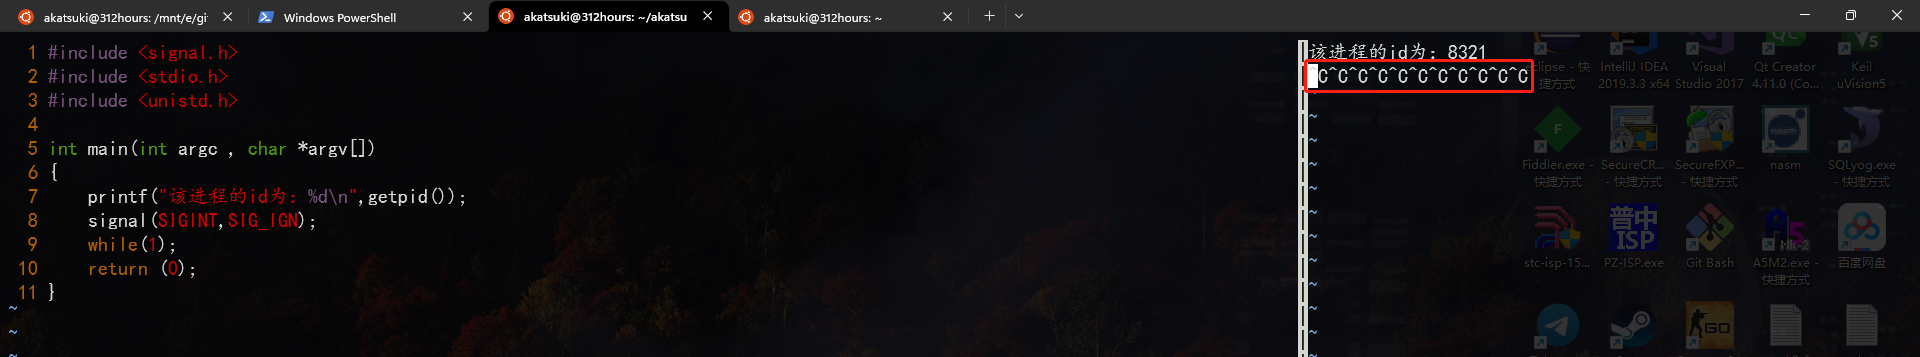 akatsuki@312hours: /mnt/e/gi
Windows PowerShell
akatsuki@312hours: ~/akatsu
akatsuki@312hours: ~
1 #include <signal.h>
2 #include <stdio.h>
3 #include <unistd.h>
4
5 int main(int argc , char *argv[])
6 {
7 printf("该进程的id为: %d\n",getpid());
8 signal(SIGINT,SIG_IGN);
9 while(1);
10 return (0);
11 }
~
~
~
该进程的id为: 8321
^C^C^C^C^C^C^C^C^C^C^C
~
~
~
~
~
~
~
~
~
~
~
eclipse - 快捷方式
IntelliJ IDEA 2019.3.3 x64
Visual Studio 2017
Qt Creator 4.11.0 (Co...
Keil uVision5
Fiddler.exe - 快捷方式
SecureCR... - 快捷方式
SecureFXP... - 快捷方式
nasm
SQLyog.exe - 快捷方式
stc-isp-15...
普中 ISP
PZ-ISP.exe
Git Bash
A5M2.exe - 快捷方式
百度网盘
GO